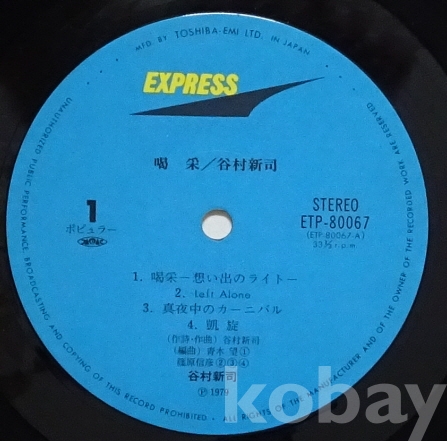 MFD. BY TOSHIBA-EMI LTD. IN JAPAN
EXPRESS
喝 采／谷村新司
1
ポピュラー
STEREO
ETP-80067
(ETP-80067-A)
33⅓ r.p.m
1. 喝采ー想い出のライトー
2. Left Alone
3. 真夜中のカーニバル
4. 凱 旋
(作詩・作曲) 谷村新司
(編曲) 青木 望①
篠原信彦②③④
谷村新司
Ⓟ 1979
UNAUTHORIZED PUBLIC PERFORMANCE, BROADCASTING AND COPYING OF THIS RECORD PROHIBITED. ALL RIGHTS OF THE MANUFACTURER AND OF THE OWNER OF THE RECORDED WORK ARE RESERVED
kobay